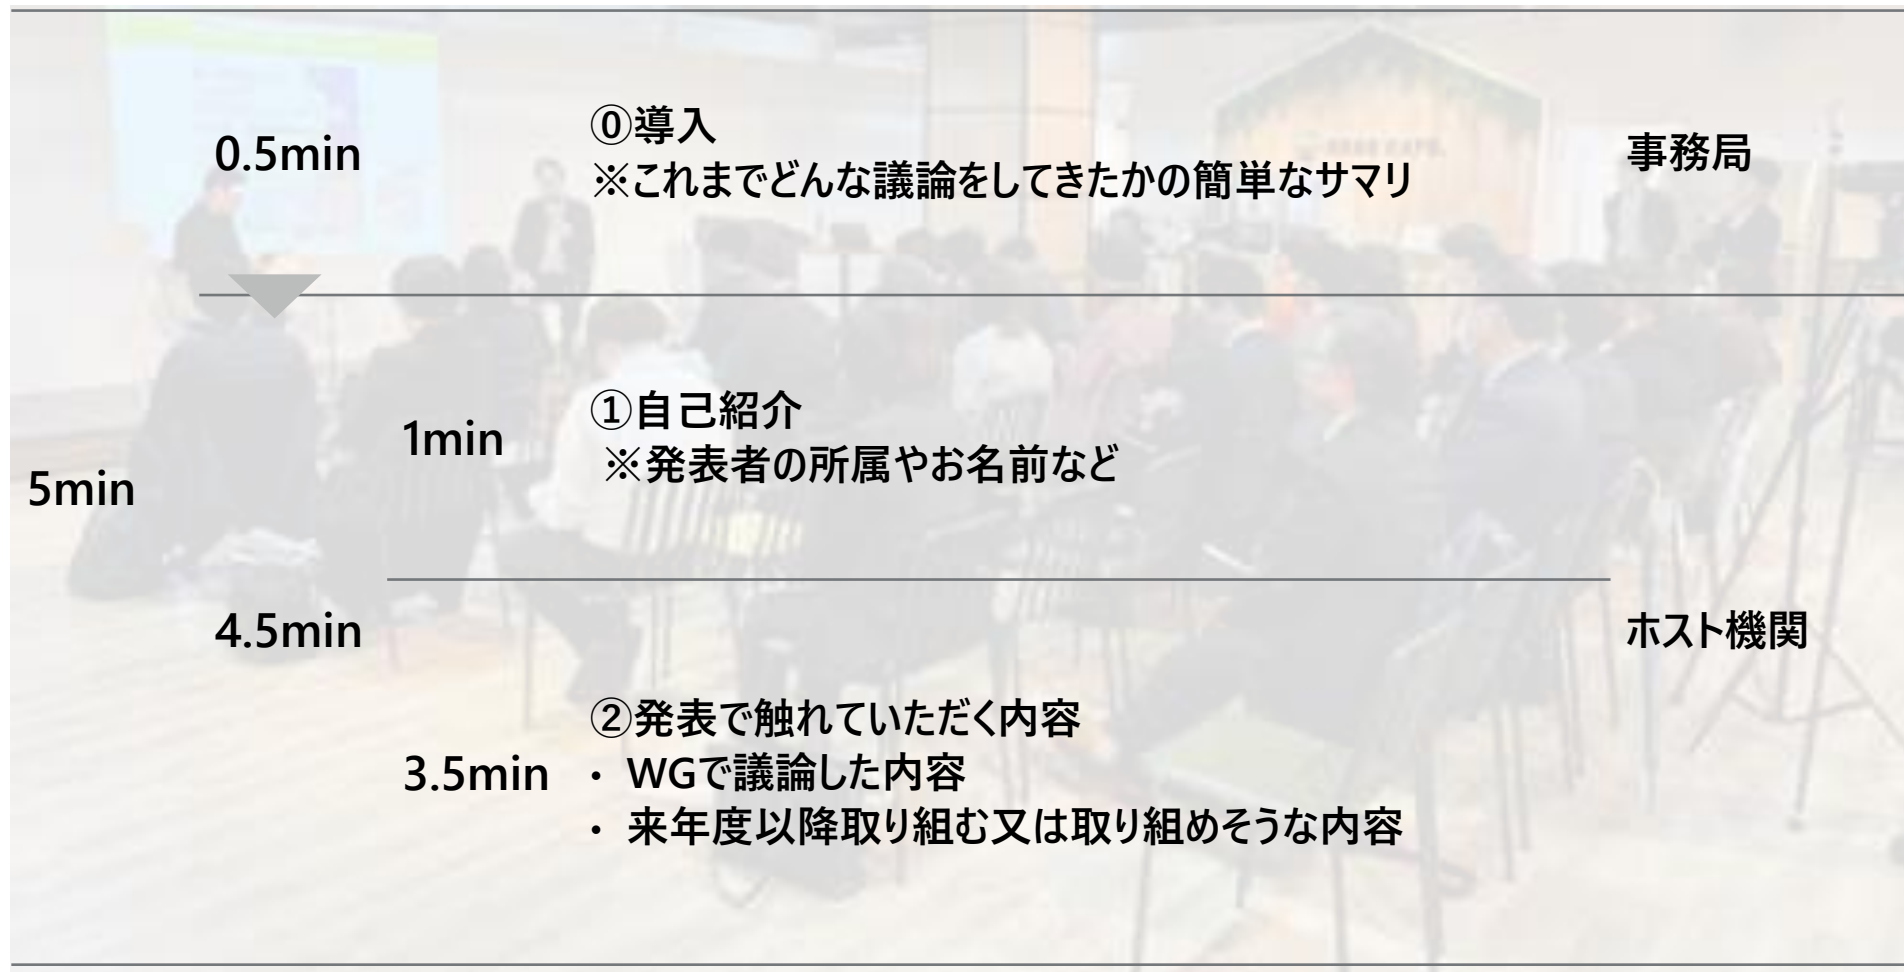 0.5min
⓪導入
※これまでどんな議論をしてきたかの簡単なサマリ
事務局
5min
4.5min
1min
①自己紹介
※発表者の所属やお名前など
ホスト機関
3.5min
②発表で触れていただく内容
・ WGで議論した内容
・ 来年度以降取り組む又は取り組めそうな内容